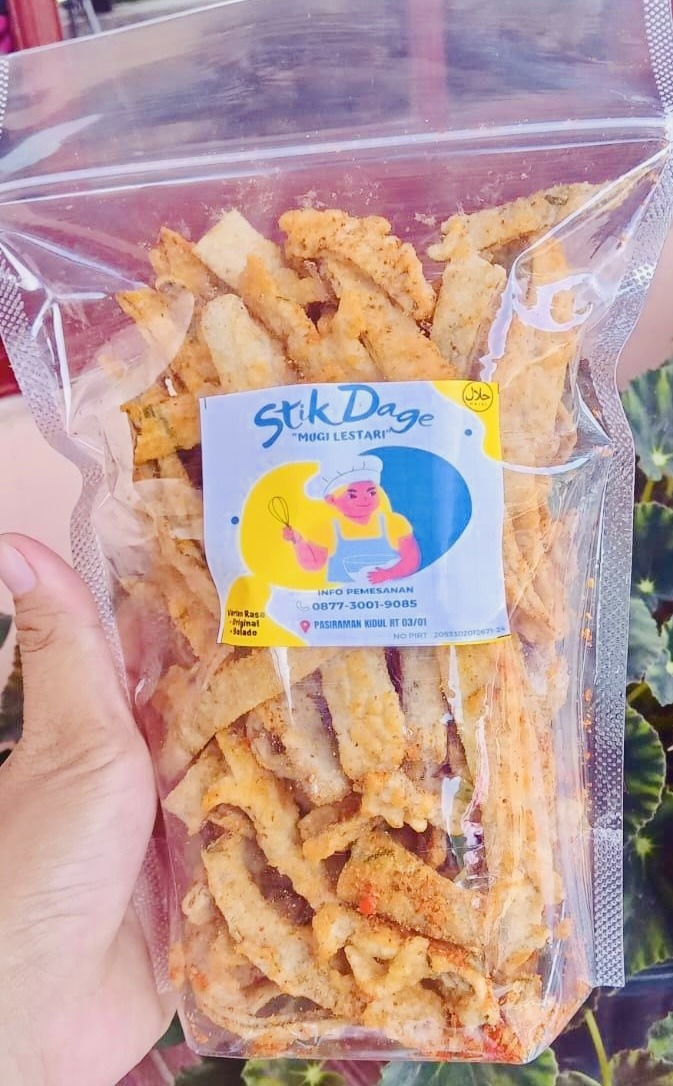 حلال
HALAL
Stik Dage
"MUGI LESTARI"
INFO PEMESANAN
0877-3001-9085
PASIRAMAN KIDUL RT 03/01
Varian Rasa
- Original
- Balado
NO PIRT